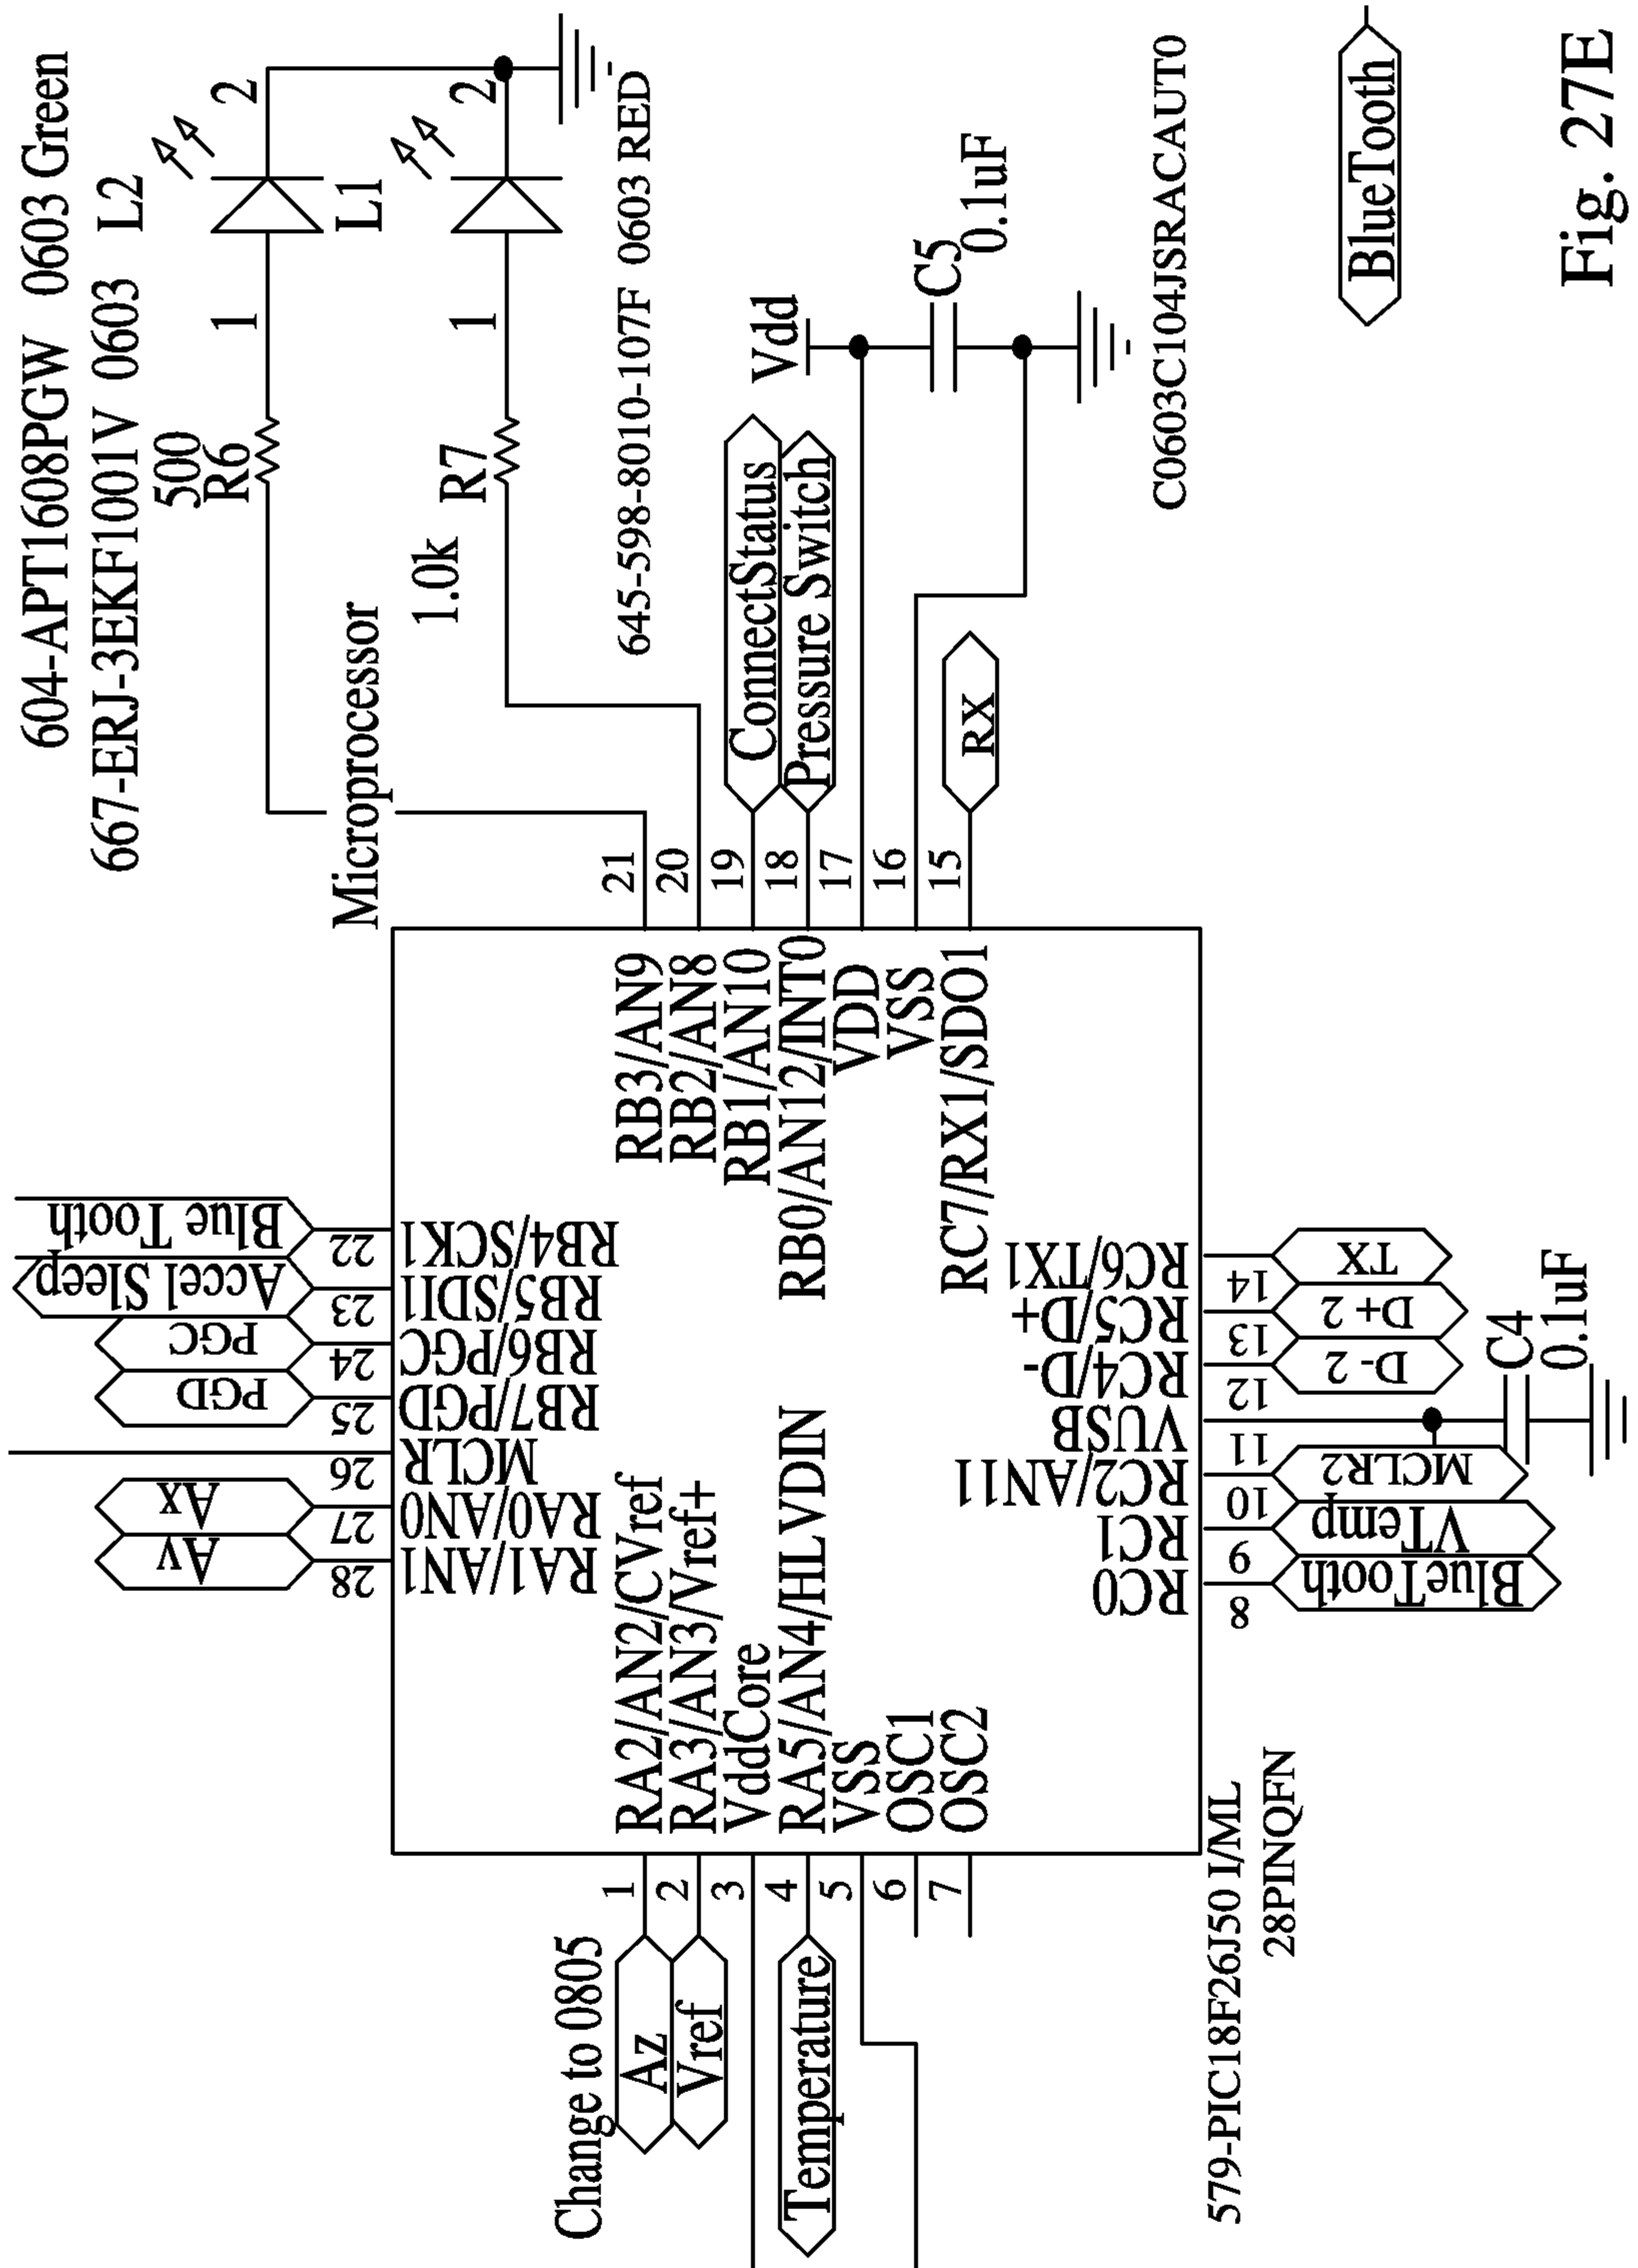 604-APT1608PGW 0603 Green
667-ERJ-3EKF1001V 0603 L2
500
R6
1
2
L1
Microprocessor
1.0k
R7
1
2
645-598-8010-107F 0603 RED
Blue Tooth
Accel Sleep
PGC
PGD
Ax
Ay
22
23
24
25
26
27
28
RB4/SCK1
RB5/SDI1
RB6/PGC
RB7/PGD
MCLR
RA0/AN0
RA1/AN1
Change to 0805
Az
Vref
Temperature
1
2
3
4
5
6
7
RA2/AN2/CVref
RA3/AN3/Vref+
VddCore
RA5/AN4/HLVDIN
VSS
OSC1
OSC2
RB3/AN9
RB2/AN8
RB1/AN10
RB0/AN12/INT0
VDD
VSS
RC7/RX1/SDO1
21
20
19
18
17
16
15
ConnectStatus
Pressure Switch
RX
Vdd
C5
0.1uF
C0603C104JSRACAUT0
RC6/TX1
RC5/D+
RC4/D-
VUSB
RC2/AN11
RC1
RC0
14
13
12
11
10
9
8
TX
D+ 2
D- 2
MCLR2
VTemp
BlueTooth
C4
0.1uF
579-PIC18F26J50 I/ML
28PINQFN
BlueTooth
Fig. 27E